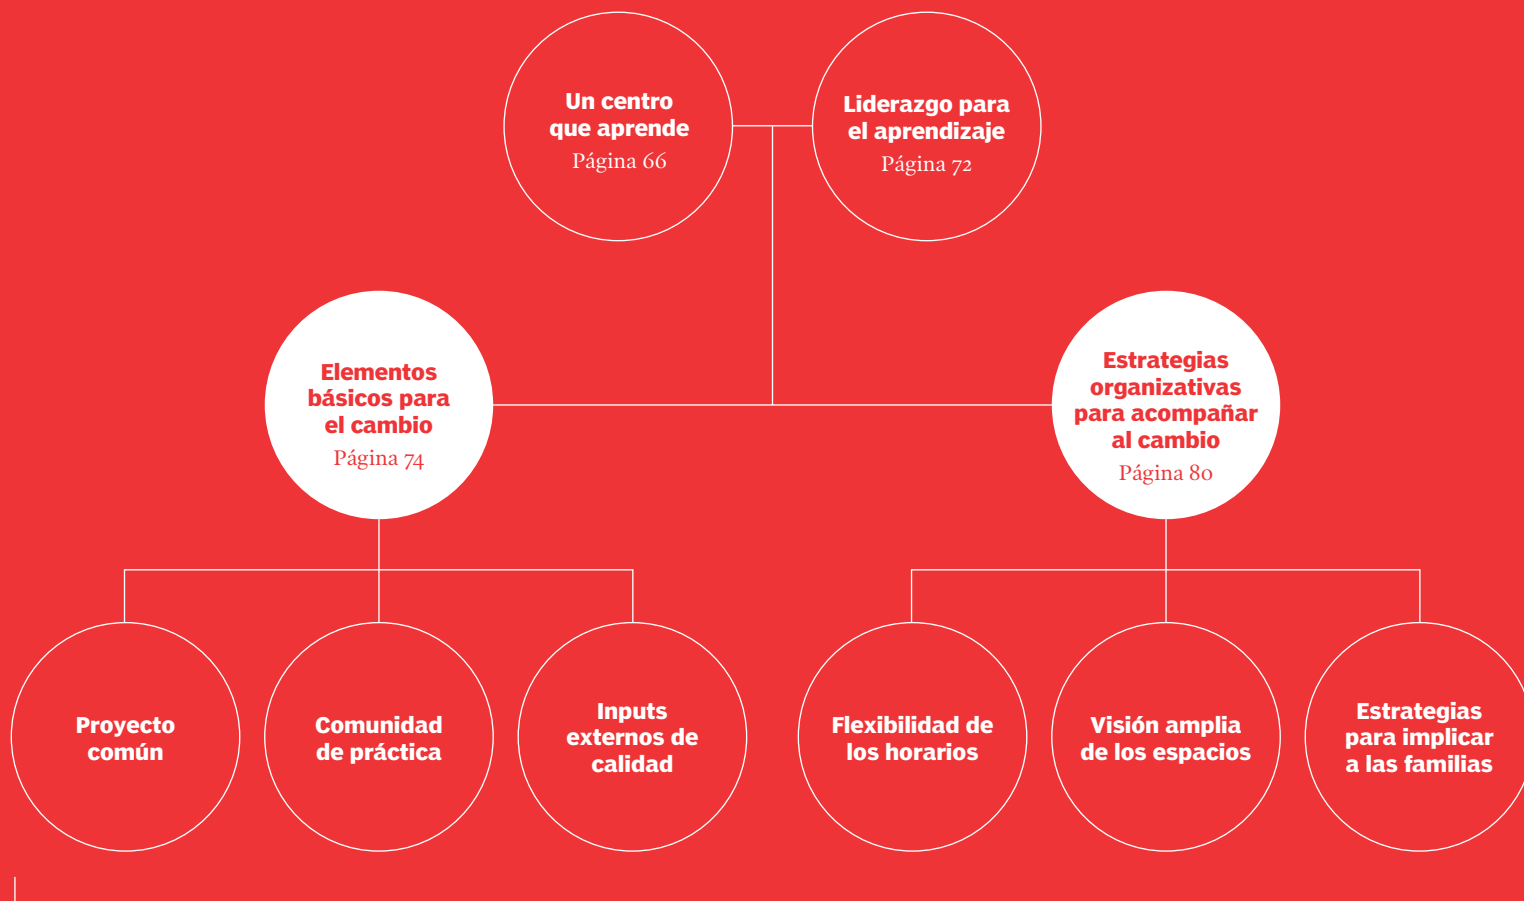 Un centro
que aprende
Página 66
Liderazgo para
el aprendizaje
Página 72
Elementos
básicos para
el cambio
Página 74
Estrategias
organizativas
para acompañar
al cambio
Página 80
Proyecto
común
Comunidad
de práctica
Inputs
externos de
calidad
Flexibilidad de
los horarios
Visión amplia
de los espacios
Estrategias
para implicar
a las familias